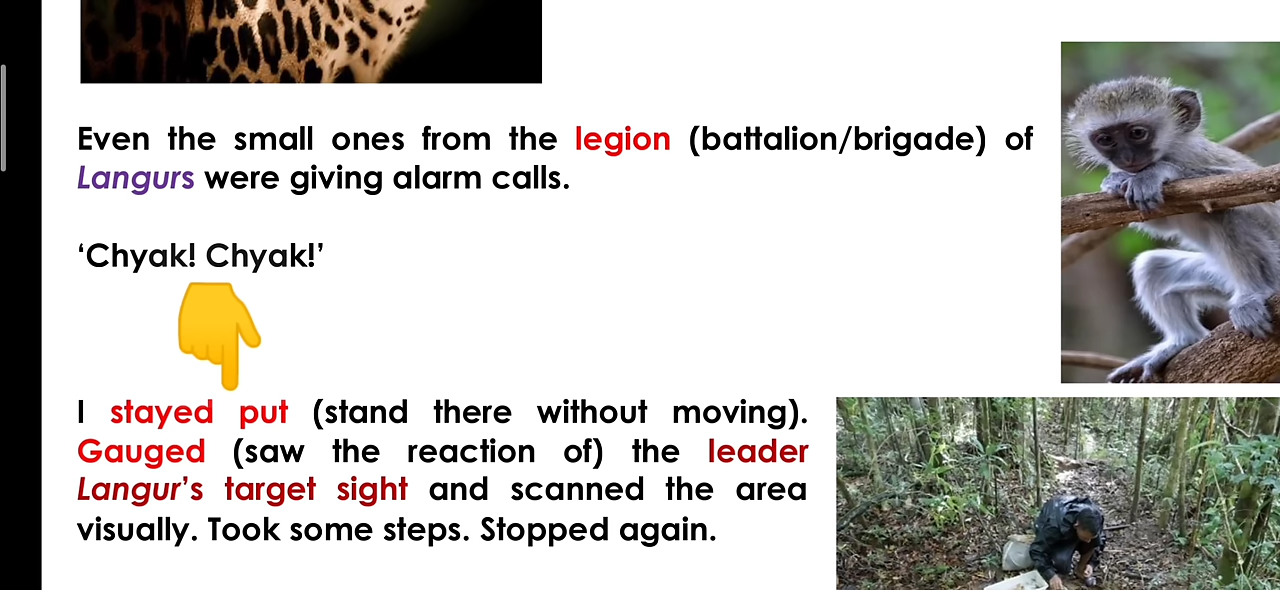 Even the small ones from the legion (battalion/brigade) of
Langurs were giving alarm calls.
‘Chyak! Chyak!’
I stayed put (stand there without moving).
Gauged (saw the reaction of) the leader
Langur’s target sight and scanned the area
visually. Took some steps. Stopped again.